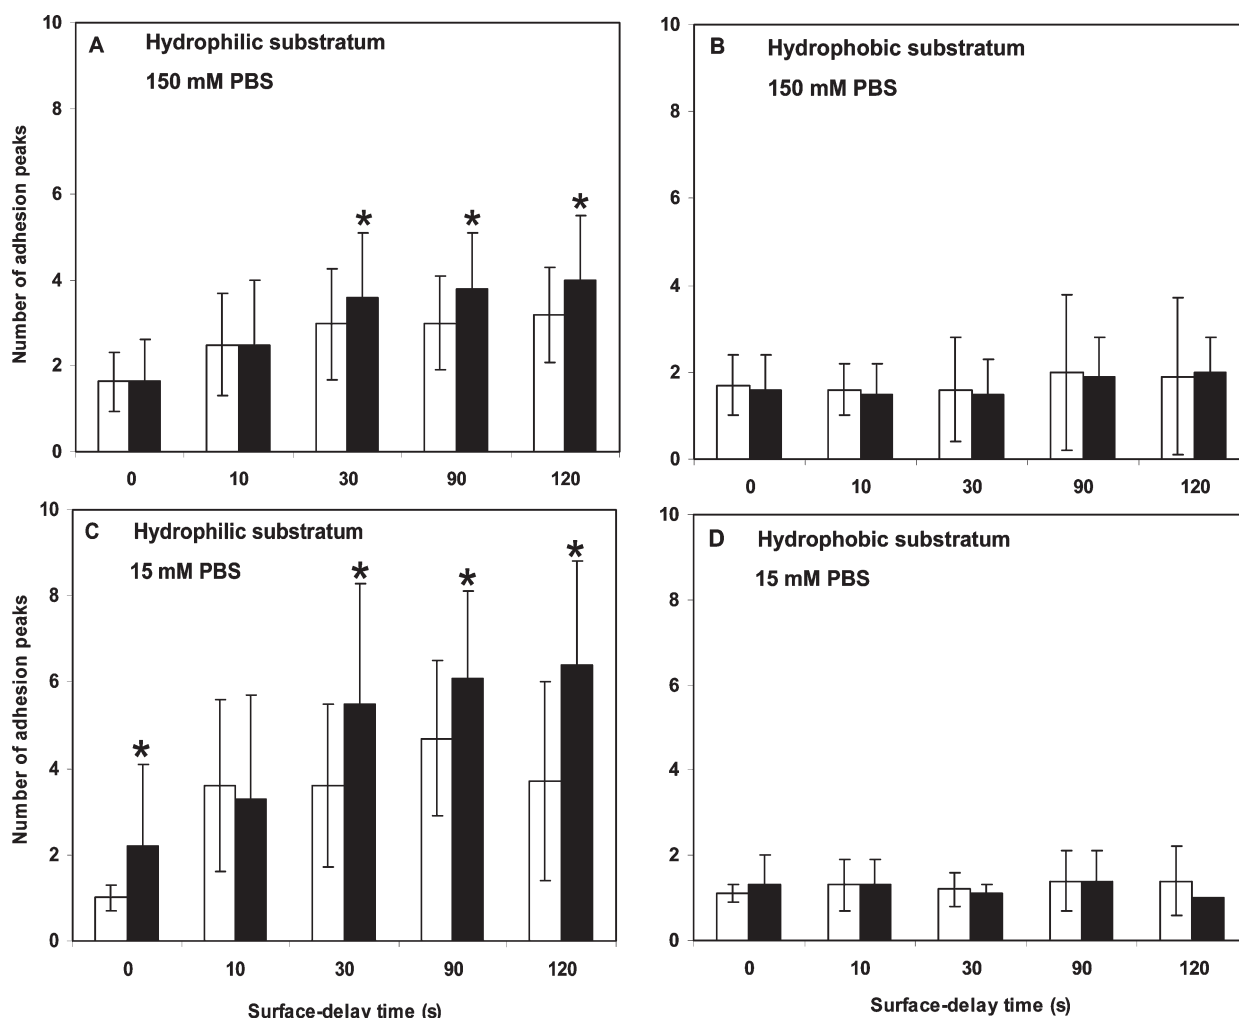 A Hydrophilic substratum
150 mM PBS
Number of adhesion peaks
10
8
6
4
2
0
* * *
0 10 30 90 120
B Hydrophobic substratum
150 mM PBS
10
8
6
4
2
0
0 10 30 90 120
C Hydrophilic substratum
15 mM PBS
Number of adhesion peaks
10
8
6
4
2
0
* * * *
0 10 30 90 120
Surface-delay time (s)
D Hydrophobic substratum
15 mM PBS
10
8
6
4
2
0
0 10 30 90 120
Surface-delay time (s)